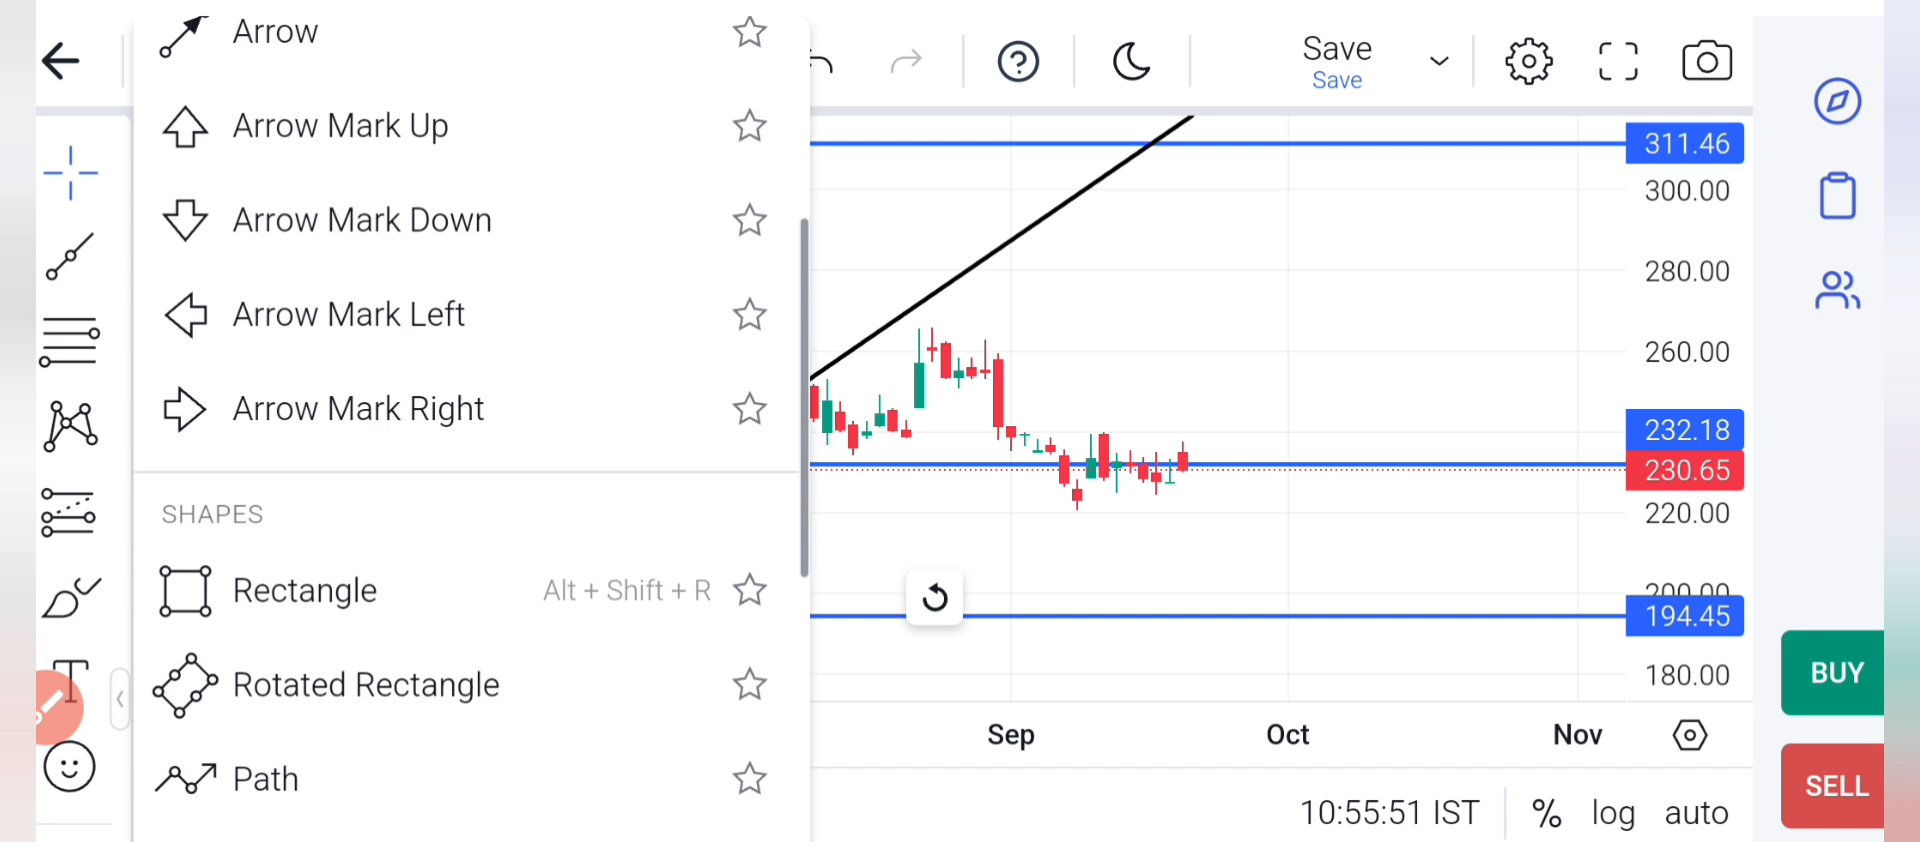 Arrow
Arrow Mark Up
Arrow Mark Down
Arrow Mark Left
Arrow Mark Right
SHAPES
Rectangle Alt + Shift + R
Rotated Rectangle
Path
T
Save
Save
311.46
300.00
280.00
260.00
232.18
230.65
220.00
200.00
194.45
180.00
Sep Oct Nov
10:55:51 IST % log auto
BUY
SELL